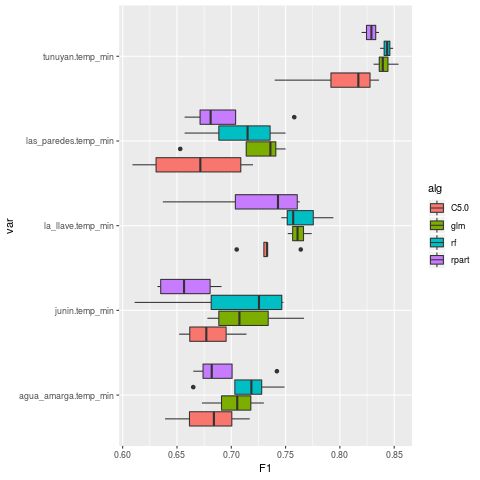 tunuyan.temp_min
las_paredes.temp_min
la_llave.temp_min
junin.temp_min
agua_amarga.temp_min
var
0.60 0.65 0.70 0.75 0.80 0.85
F1
alg
C5.0
glm
rf
rpart